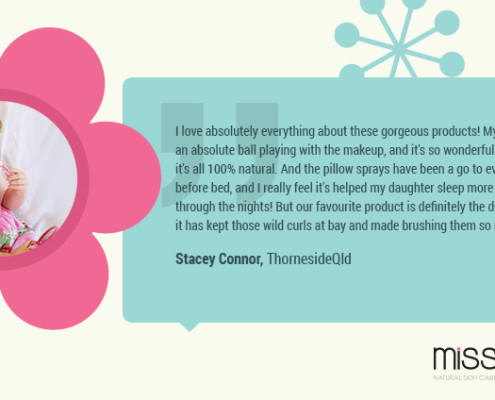 I love absolutely everything about these gorgeous products! My
an absolute ball playing with the makeup, and it's so wonderful
it's all 100% natural. And the pillow sprays have been a go to
before bed, and I really feel it's helped my daughter sleep more
through the nights! But our favourite product is definitely the
it has kept those wild curls at bay and made brushing them so
Stacey Connor, ThornesideQld
miss
NATURAL SKIN CARE